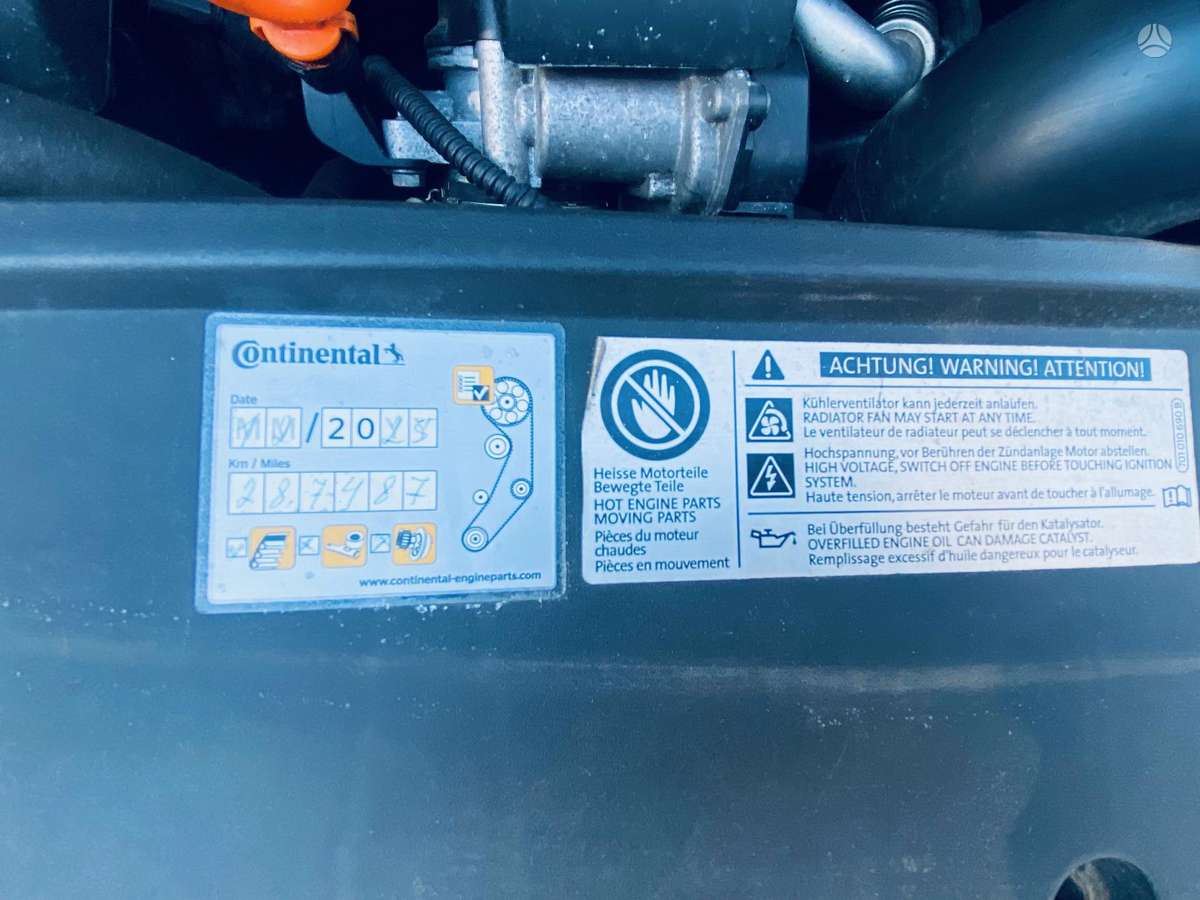 Continental
Date
/20
Km / Miles
287487
www.continental-engineparts.com
Heisse Motorteile
Bewegte Teile
HOT ENGINE PARTS
MOVING PARTS
Pièces du moteur
chaudes
Pièces en mouvement
ACHTUNG! WARNING! ATTENTION!
Kühlerventilator kann jederzeit anlaufen.
RADIATOR FAN MAY START AT ANY TIME.
Le ventilateur de radiateur peut se déclencher à tout moment.
Hochspannung, vor Berühren der Zündanlage Motor abstellen.
HIGH VOLTAGE, SWITCH OFF ENGINE BEFORE TOUCHING IGNITION
SYSTEM.
Haute tension, arrêter le moteur avant de toucher à l'allumage.
Bei Überfüllung besteht Gefahr für den Katalysator.
OVERFILLED ENGINE OIL CAN DAMAGE CATALYST.
Remplissage excessif d'huile dangereux pour le catalyseur.